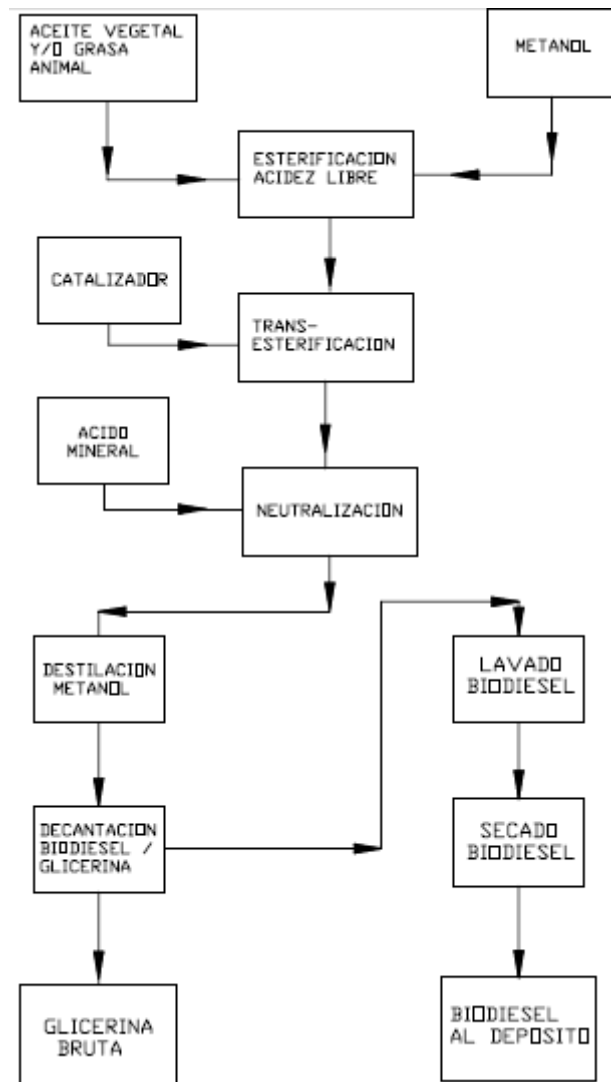 ACEITE VEGETAL
Y/O GRASA
ANIMAL
METANOL
ESTERIFICACION
ACIDEZ LIBRE
CATALIZADOR
TRANS-
ESTERIFICACION
ACIDO
MINERAL
NEUTRALIZACION
DESTILACION
METANOL
LAVADO
BIODIESEL
DECANTACION
BIODIESEL /
GLICERINA
SECADO
BIODIESEL
GLICERINA
BRUTA
BIODIESEL
AL DEPOSITO